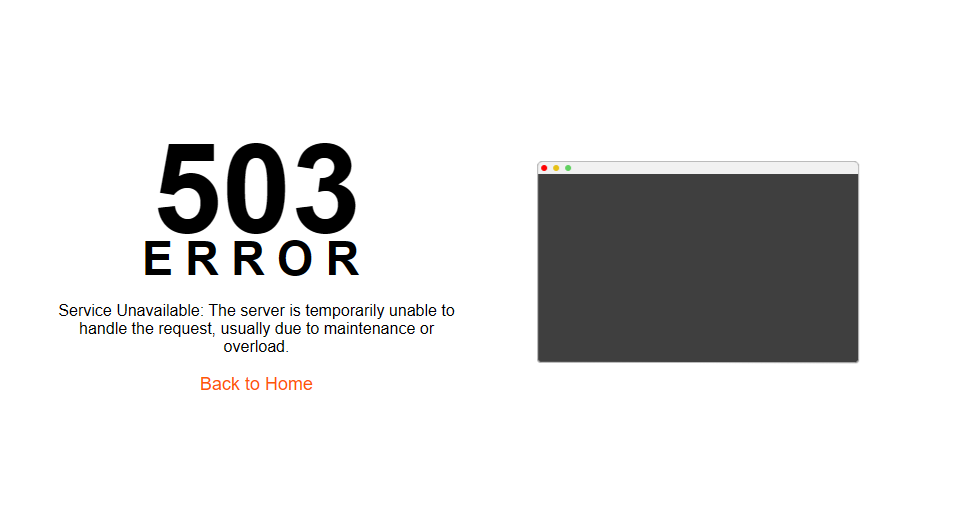 503
ERROR
Service Unavailable: The server is temporarily unable to
handle the request, usually due to maintenance or
overload.
Back to Home